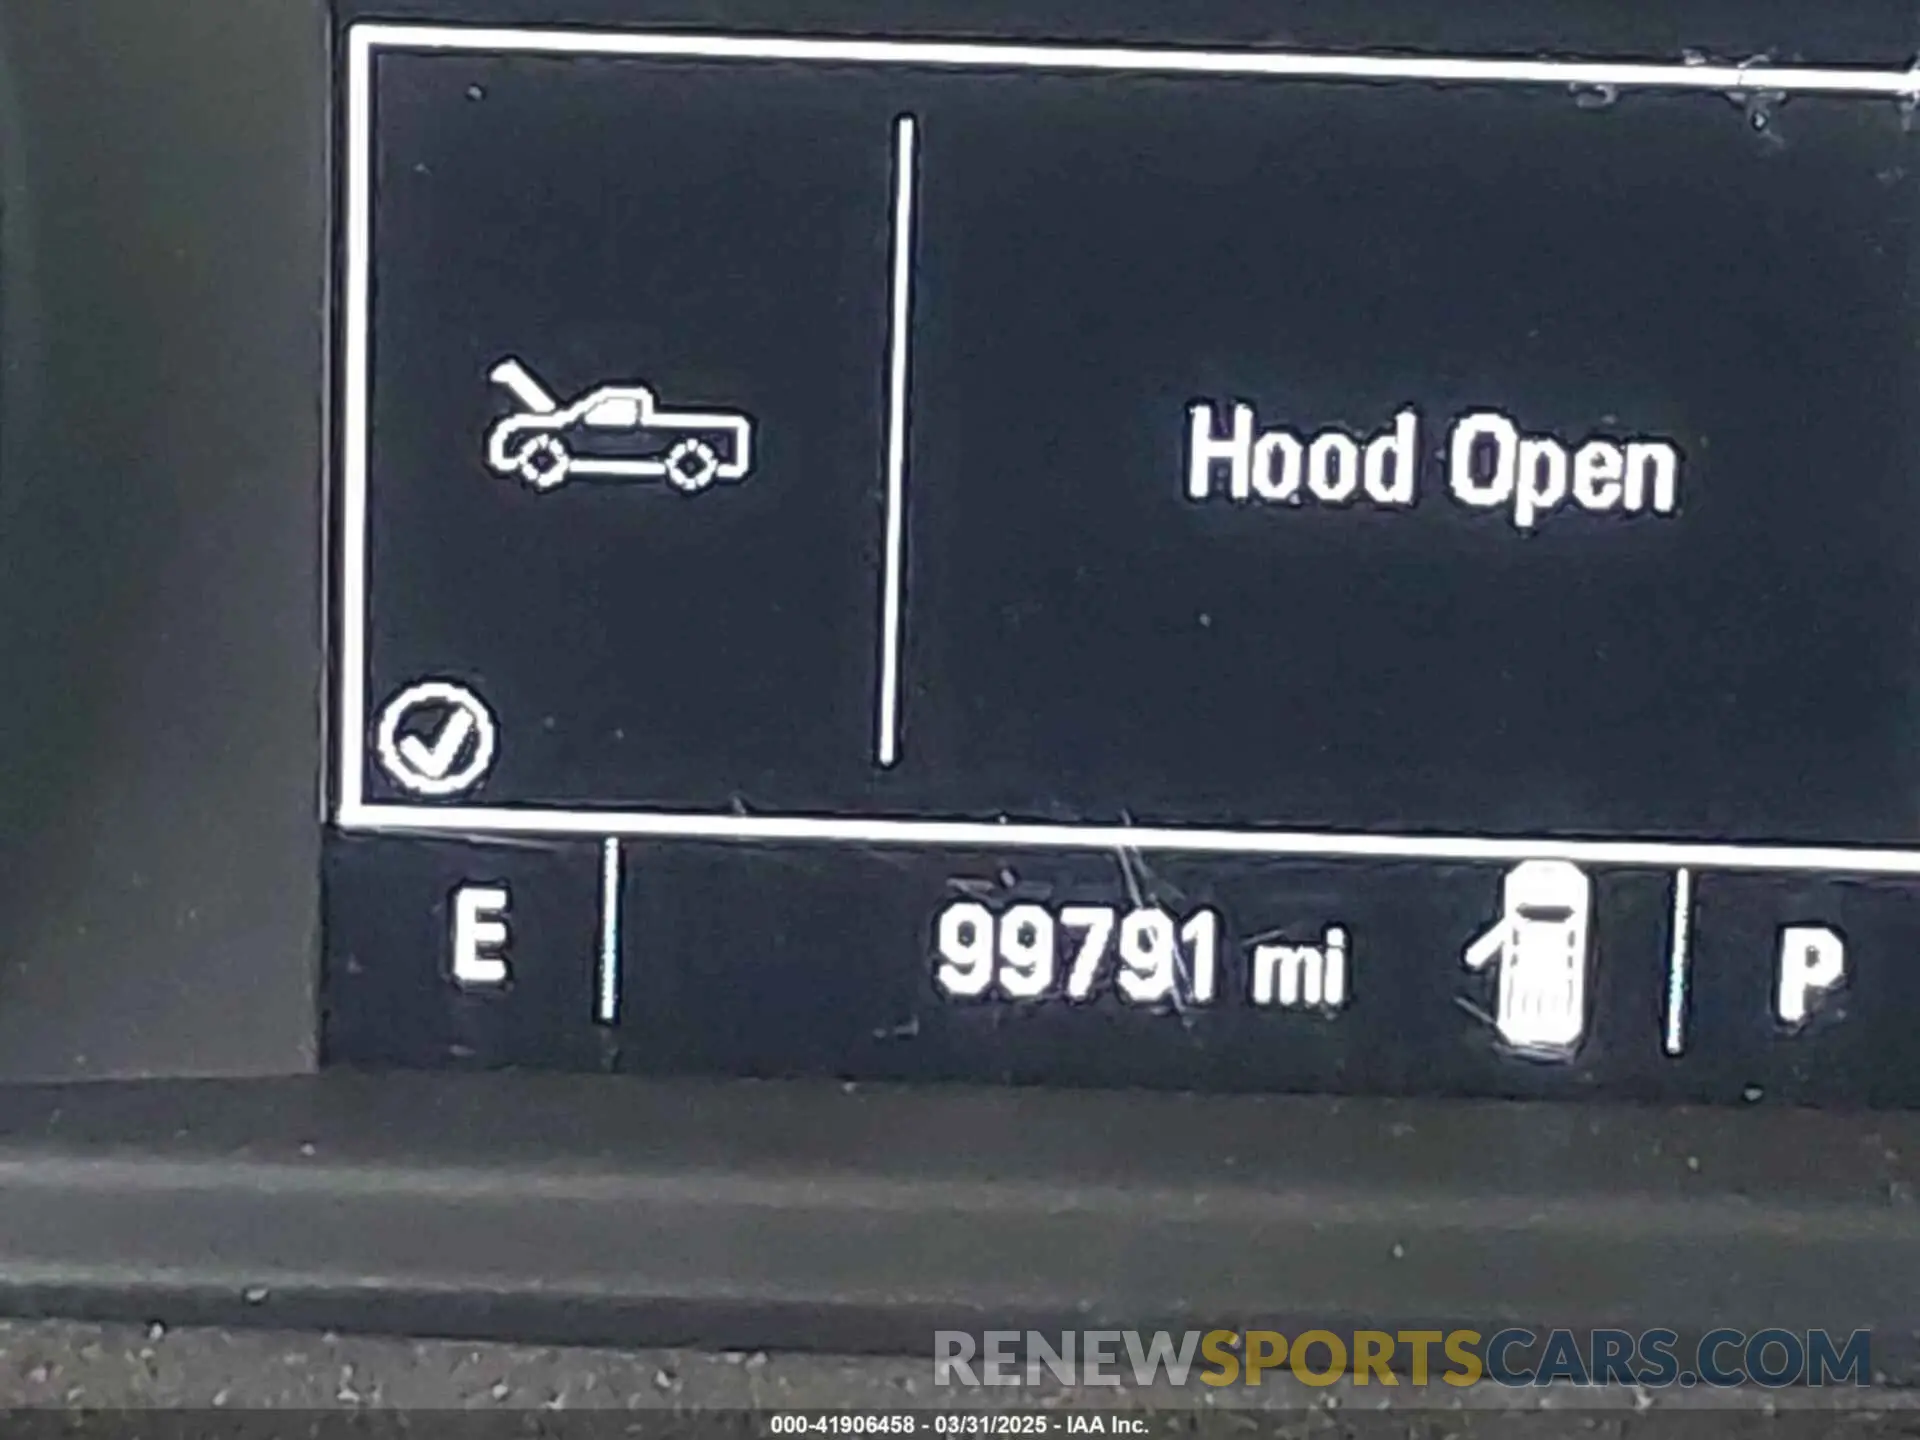 Hood Open
E 99791 mi P
RENEWSPORTSCARS.COM
000-41906458 - 03/31/2025 - IAA Inc.